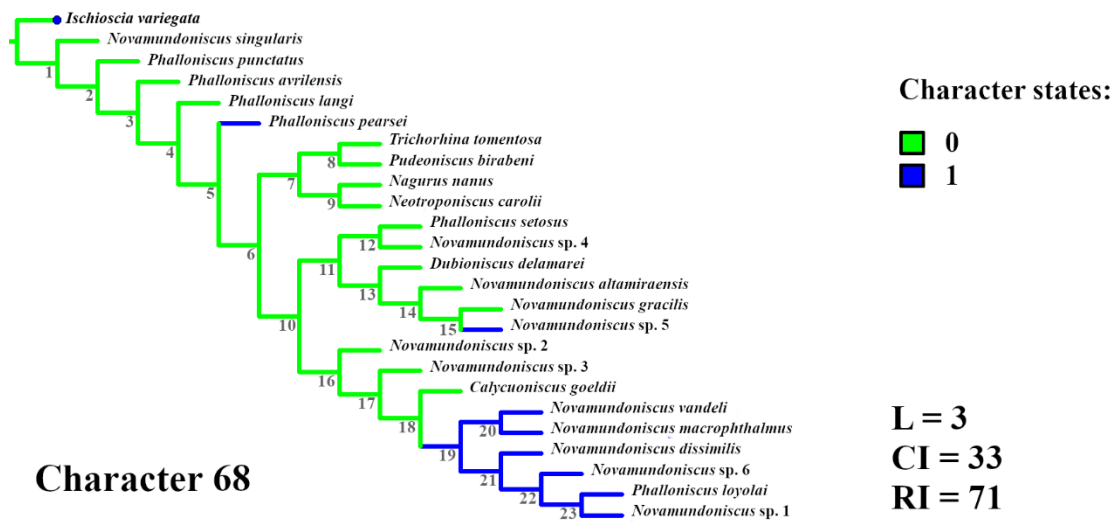 Ischioscia variegata
Novamundoniscus singularis
1
Phalloniscus punctatus
2
Phalloniscus avrilensis
3
Phalloniscus langi
4
Phalloniscus pearsei
5
Trichorhina tomentosa
8
Pudeoniscus birabeni
7
Nagurus nanus
9
Neotroponiscus carolii
6
Phalloniscus setosus
12
Novamundoniscus sp. 4
11
Dubioniscus delamarei
13
Novamundoniscus altamiraensis
14
Novamundoniscus gracilis
15
Novamundoniscus sp. 5
10
Novamundoniscus sp. 2
16
Novamundoniscus sp. 3
17
Calycuoniscus goeldii
18
Novamundoniscus vandeli
20
Novamundoniscus macrophthalmus
19
Novamundoniscus dissimilis
21
Novamundoniscus sp. 6
22
Phalloniscus loyolai
23
Novamundoniscus sp. 1
Character states:
0
1
Character 68
L = 3
CI = 33
RI = 71